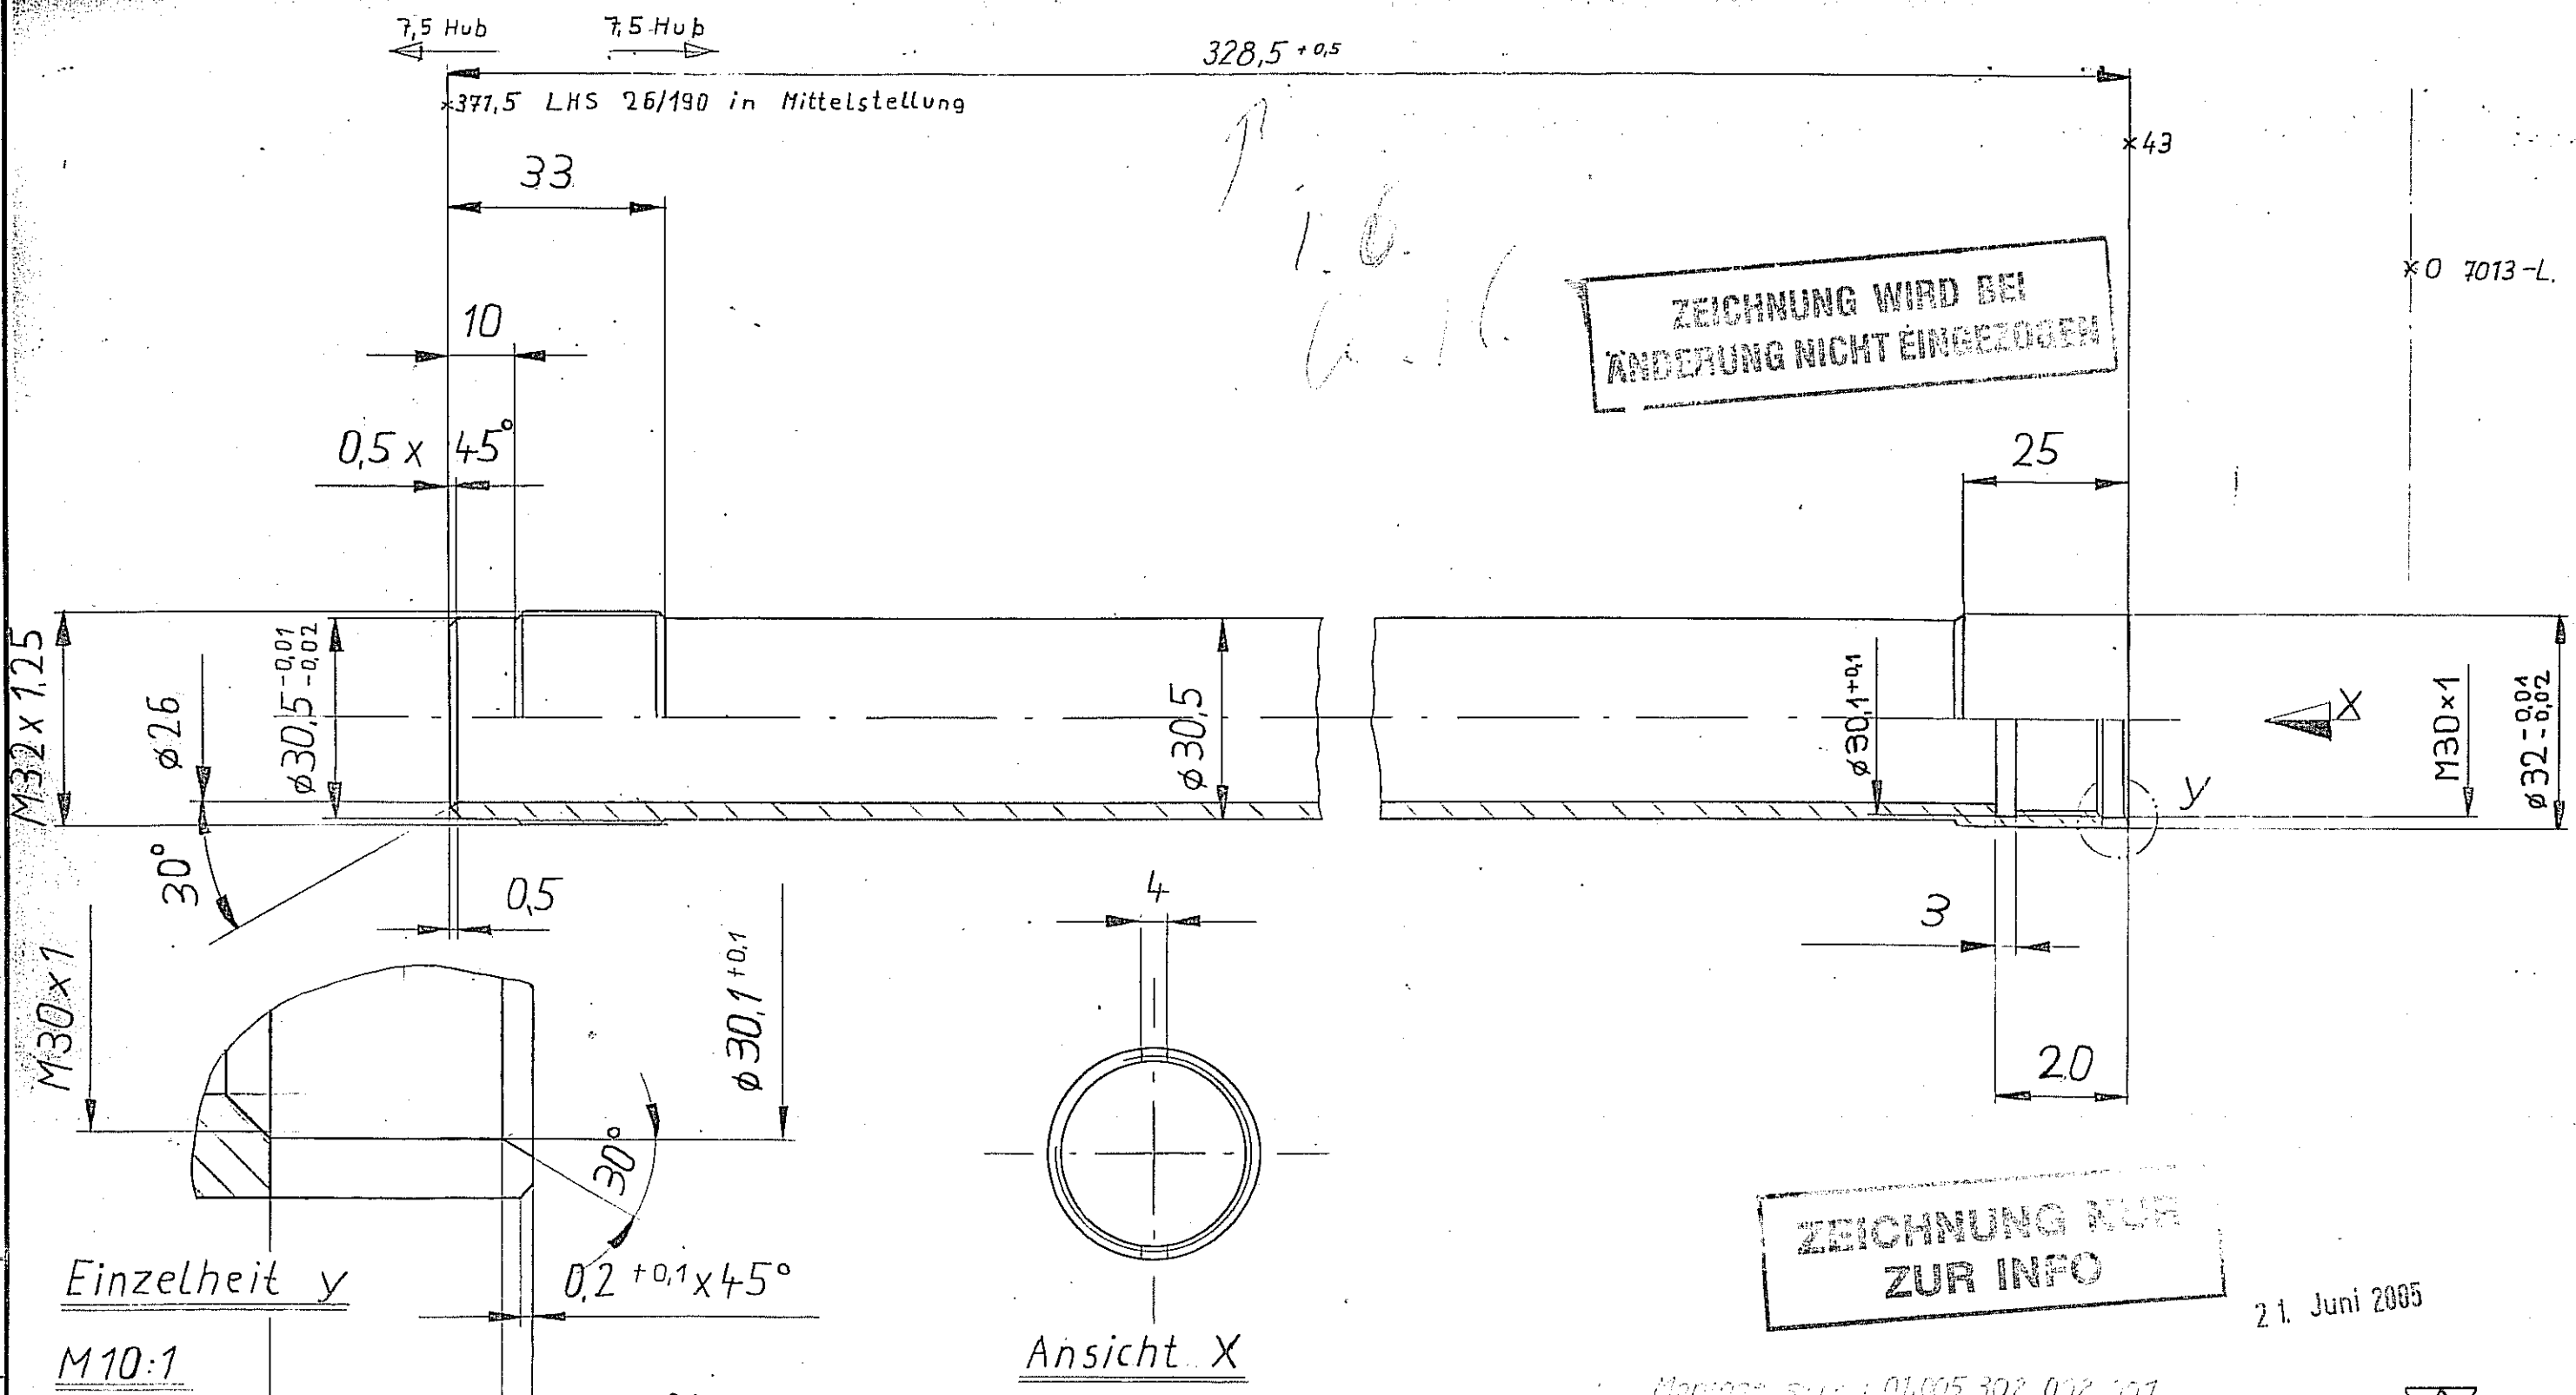 7,5 Hub
7,5 Hub
328,5 +0,5
×371,5 LHS 26/190 in Mittelstellung
×43
33
×0 7013-L.
ZEICHNUNG WIRD BEI
ÄNDERUNG NICHT EINGEZOGEN
10
0,5 x 45°
25
M32 x 1,25
ø26
ø30,5 -0,01 -0,02
ø30,5
ø30,1 +0,1
X
M30×1
ø32 -0,01 -0,02
y
30°
0,5
4
3
M30×1
ø30,1 +0,1
20
30°
Einzelheit y
0,2 +0,1 x 45°
M 10:1
Ansicht X
ZEICHNUNG NUR
ZUR INFO
21. Juni 2005